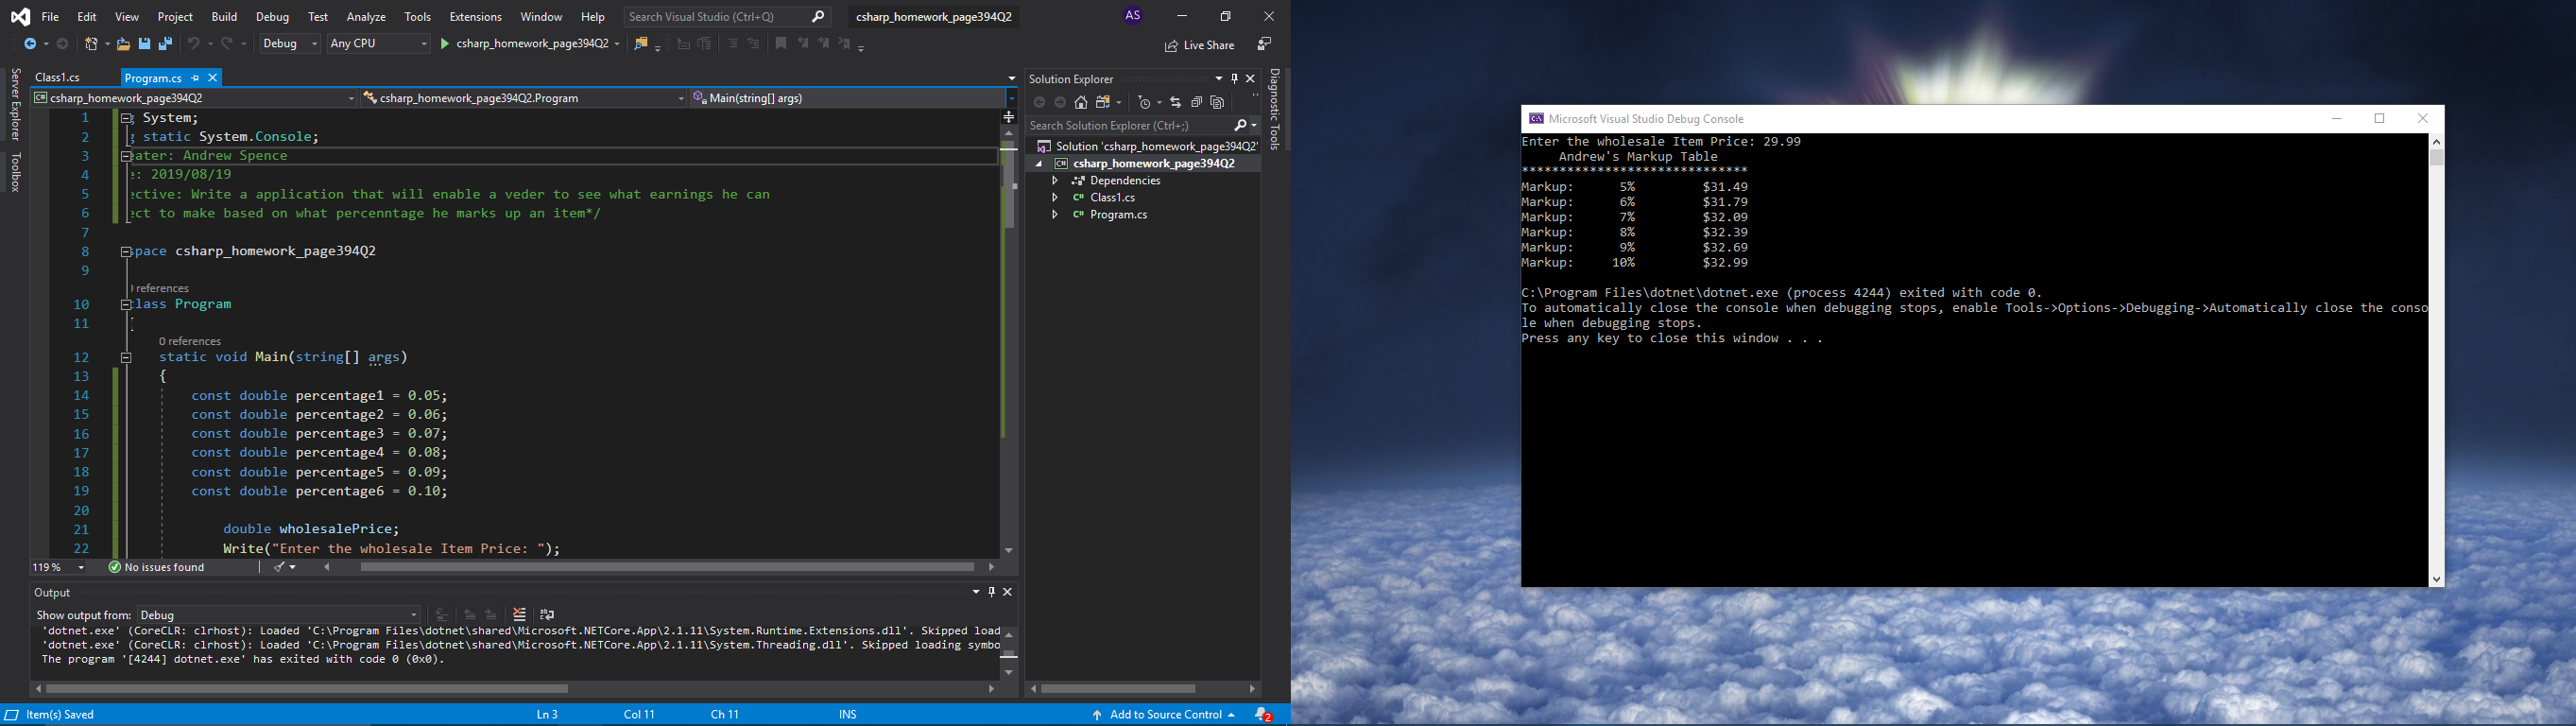 File Edit View Project Build Debug Test Analyze Tools Extensions Window Help Search Visual Studio (Ctrl+Q) csharp_homework_page394Q2 AS
Debug Any CPU csharp_homework_page394Q2 Live Share
Server Explorer
Toolbox
Class1.cs Program.cs
csharp_homework_page394Q2 csharp_homework_page394Q2.Program Main(string[] args)
1 g System;
2 g static System.Console;
3 eater: Andrew Spence
4 e: 2019/08/19
5 ective: Write a application that will enable a veder to see what earnings he can
6 ect to make based on what percenntage he marks up an item*/
7
8 space csharp_homework_page394Q2
9
0 references
10 class Program
11 {
0 references
12 static void Main(string[] args)
13 {
14 const double percentage1 = 0.05;
15 const double percentage2 = 0.06;
16 const double percentage3 = 0.07;
17 const double percentage4 = 0.08;
18 const double percentage5 = 0.09;
19 const double percentage6 = 0.10;
20
21 double wholesalePrice;
22 Write("Enter the wholesale Item Price: ");
119 % No issues found
Output
Show output from: Debug
'dotnet.exe' (CoreCLR: clrhost): Loaded 'C:\Program Files\dotnet\shared\Microsoft.NETCore.App\2.1.11\System.Runtime.Extensions.dll'. Skipped load
'dotnet.exe' (CoreCLR: clrhost): Loaded 'C:\Program Files\dotnet\shared\Microsoft.NETCore.App\2.1.11\System.Threading.dll'. Skipped loading symbo
The program '[4244] dotnet.exe' has exited with code 0 (0x0).
Solution Explorer
Search Solution Explorer (Ctrl+;)
Solution 'csharp_homework_page394Q2'
C# csharp_homework_page394Q2
Dependencies
C# Class1.cs
C# Program.cs
Diagnostic Tools
Item(s) Saved Ln 3 Col 11 Ch 11 INS Add to Source Control 2
Microsoft Visual Studio Debug Console
Enter the wholesale Item Price: 29.99
Andrew's Markup Table
******************************
Markup: 5% $31.49
Markup: 6% $31.79
Markup: 7% $32.09
Markup: 8% $32.39
Markup: 9% $32.69
Markup: 10% $32.99
C:\Program Files\dotnet\dotnet.exe (process 4244) exited with code 0.
To automatically close the console when debugging stops, enable Tools->Options->Debugging->Automatically close the conso
le when debugging stops.
Press any key to close this window . . .